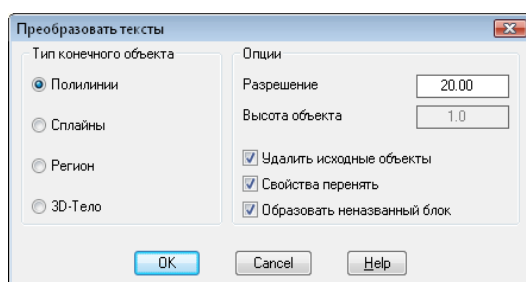 Преобразовать тексты
Тип конечного объекта
Полилинии
Сплайны
Регион
3D-Тело
Опции
Разрешение 20.00
Высота объекта 1.0
Удалить исходные объекты
Свойства перенять
Образовать неназванный блок
OK Cancel Help